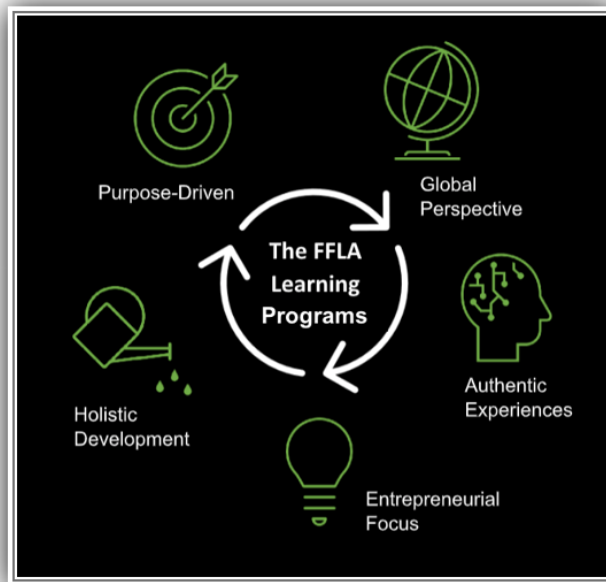 Purpose-Driven
Global
Perspective
The FFLA
Learning
Programs
Authentic
Experiences
Holistic
Development
Entrepreneurial
Focus